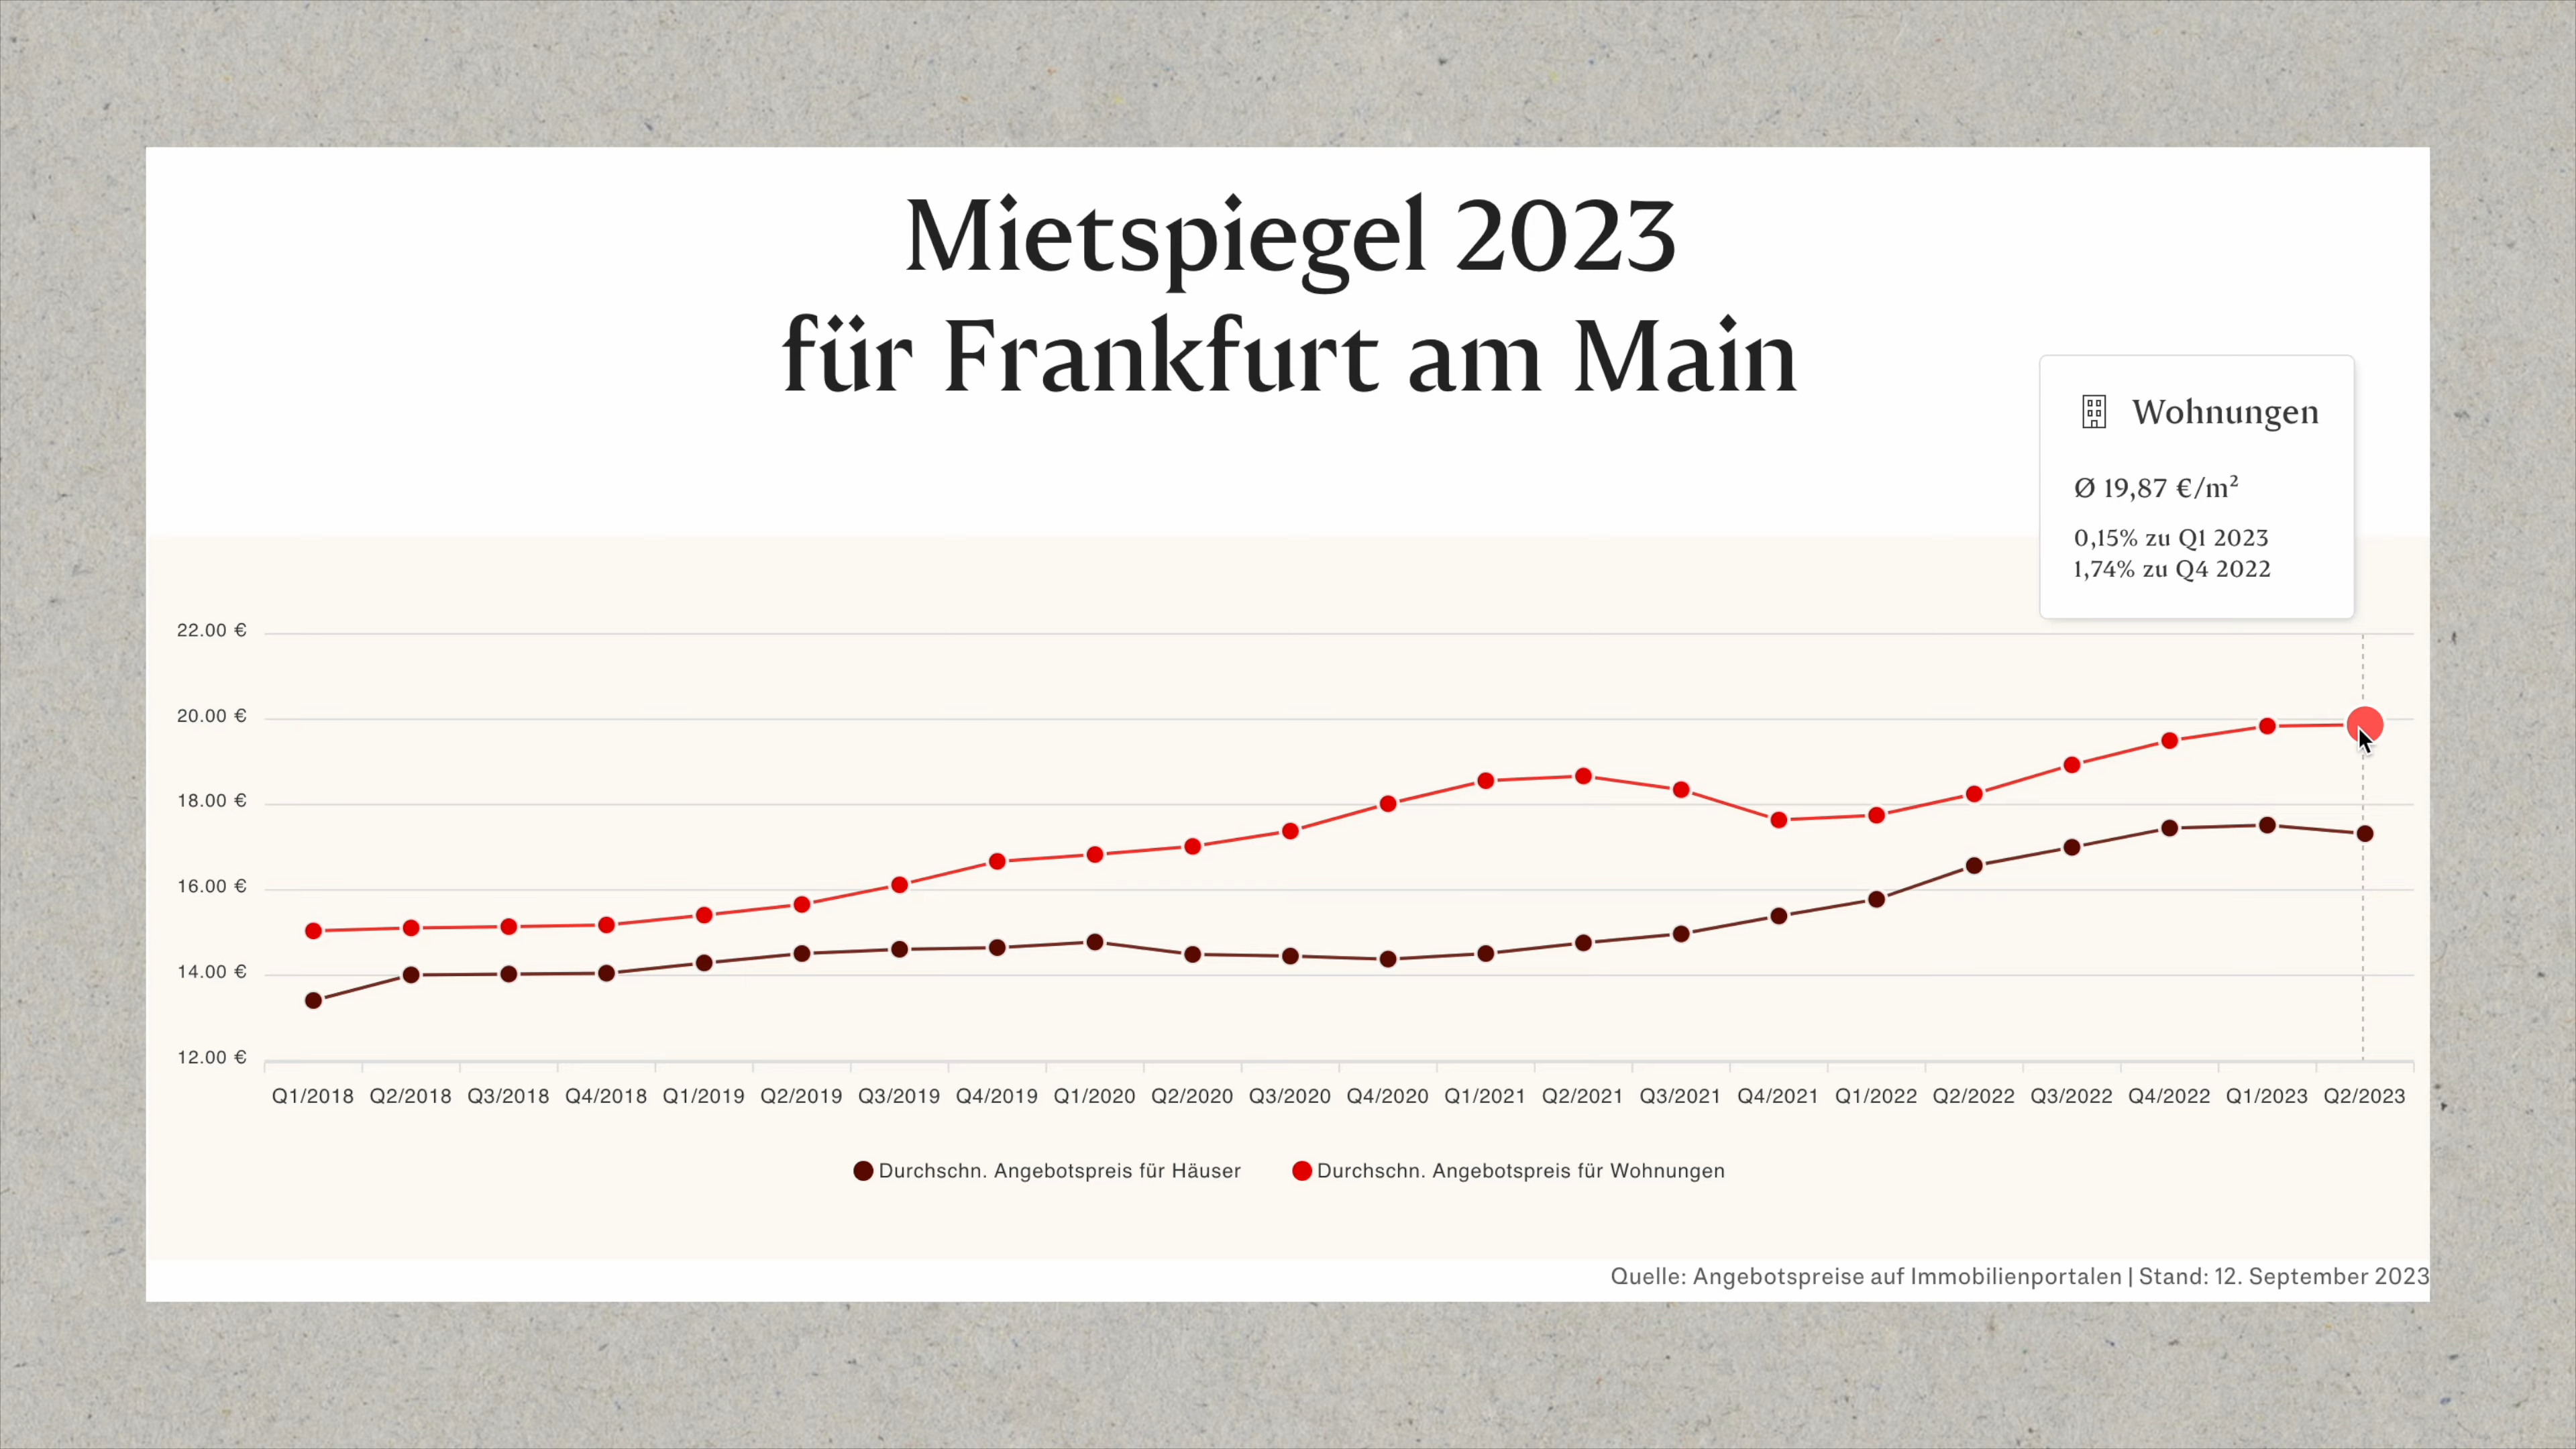 Mietspiegel 2023
für Frankfurt am Main
Wohnungen
Ø 19,87 €/m²
0,15% zu Q1 2023
1,74% zu Q4 2022
22.00 €
20.00 €
18.00 €
16.00 €
14.00 €
12.00 €
Q1/2018 Q2/2018 Q3/2018 Q4/2018 Q1/2019 Q2/2019 Q3/2019 Q4/2019 Q1/2020 Q2/2020 Q3/2020 Q4/2020 Q1/2021 Q2/2021 Q3/2021 Q4/2021 Q1/2022 Q2/2022 Q3/2022 Q4/2022 Q1/2023 Q2/2023
Durchschn. Angebotspreis für Häuser Durchschn. Angebotspreis für Wohnungen
Quelle: Angebotspreise auf Immobilienportalen | Stand: 12. September 2023